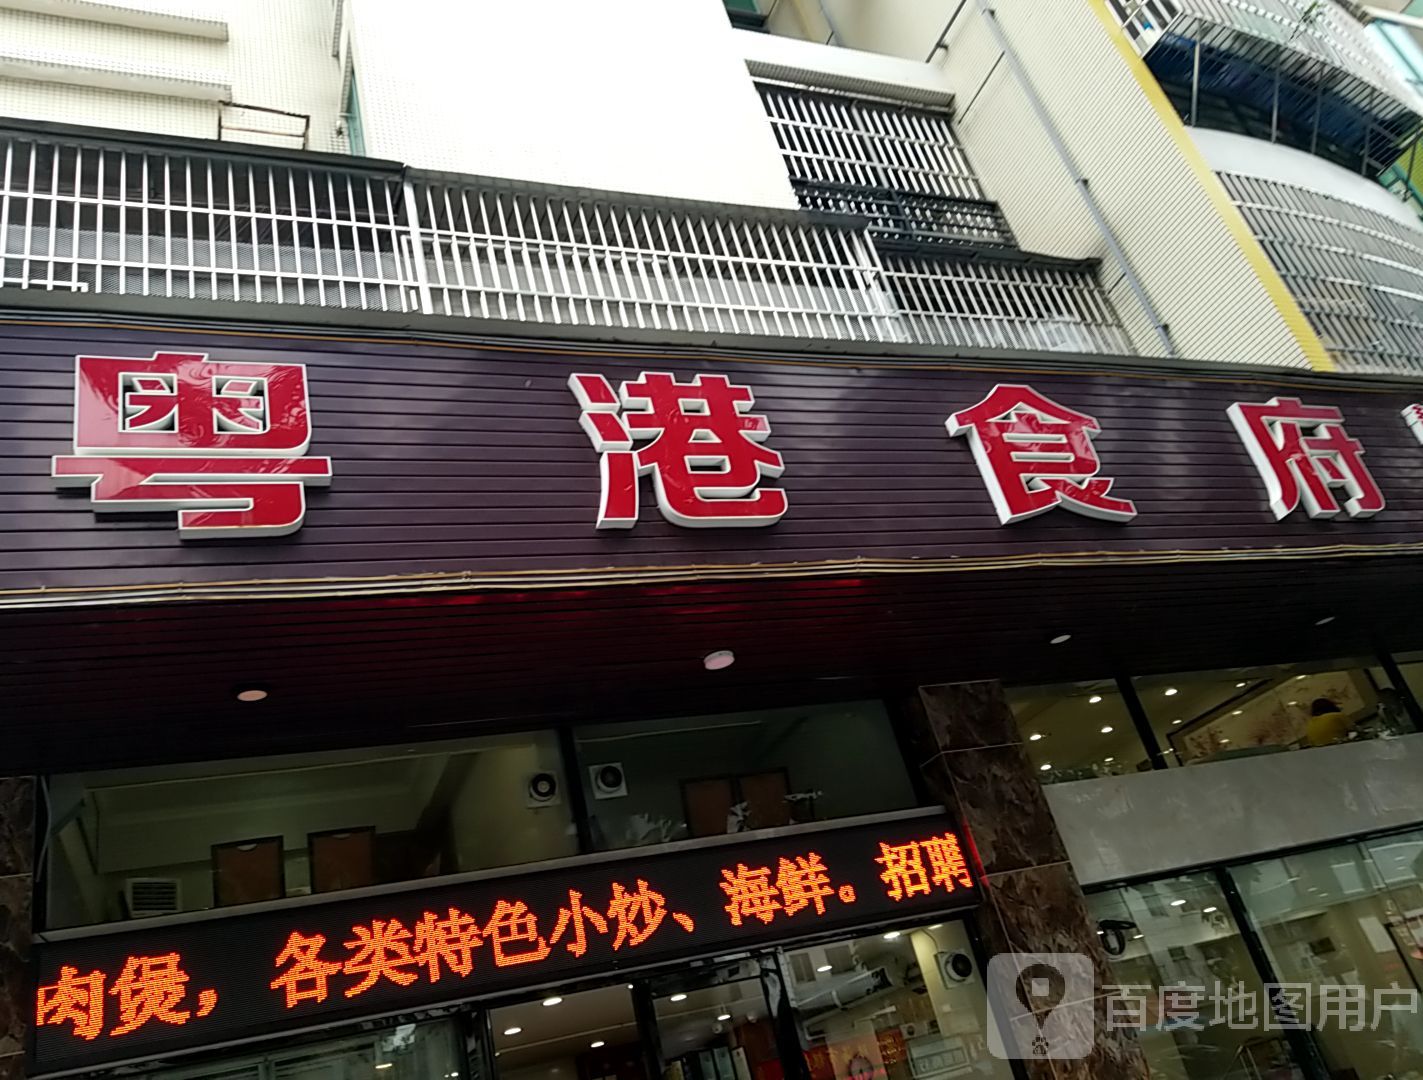 粤港食府
肉煲，各类特色小炒、海鲜。招聘
百度地图用户